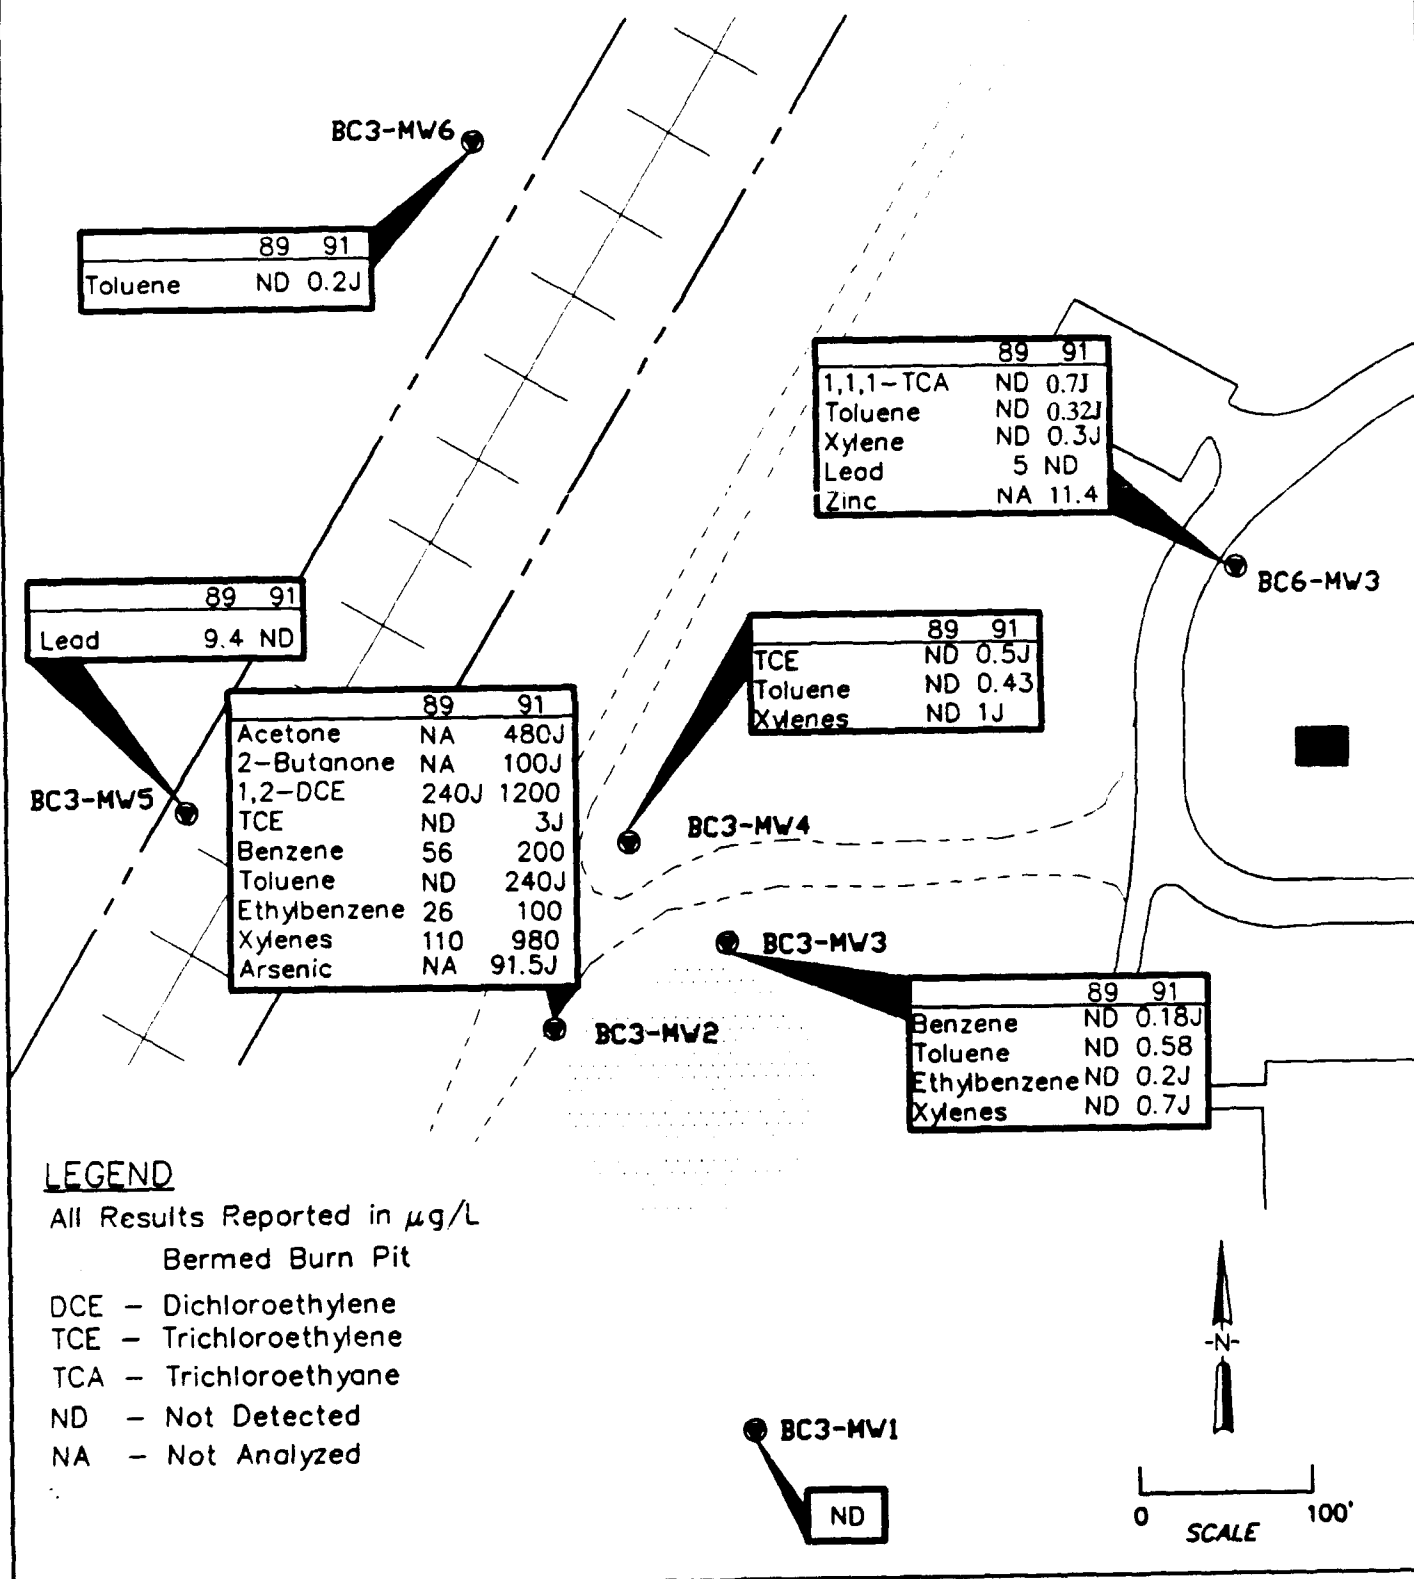 BC3-MW6
89 91
Toluene ND 0.2J
89 91
1,1,1-TCA ND 0.7J
Toluene ND 0.32J
Xylene ND 0.3J
Lead 5 ND
Zinc NA 11.4
BC6-MW3
89 91
Lead 9.4 ND
BC3-MW5
89 91
TCE ND 0.5J
Toluene ND 0.43
Xylenes ND 1J
BC3-MW4
89 91
Acetone NA 480J
2-Butanone NA 100J
1,2-DCE 240J 1200
TCE ND 3J
Benzene 56 200
Toluene ND 240J
Ethylbenzene 26 100
Xylenes 110 980
Arsenic NA 91.5J
BC3-MW2
BC3-MW3
89 91
Benzene ND 0.18J
Toluene ND 0.58
Ethylbenzene ND 0.2J
Xylenes ND 0.7J
LEGEND
All Results Reported in μg/L
Bermed Burn Pit
DCE - Dichloroethylene
TCE - Trichloroethylene
TCA - Trichloroethyane
ND - Not Detected
NA - Not Analyzed
-N-
BC3-MW1
ND
0 100'
SCALE